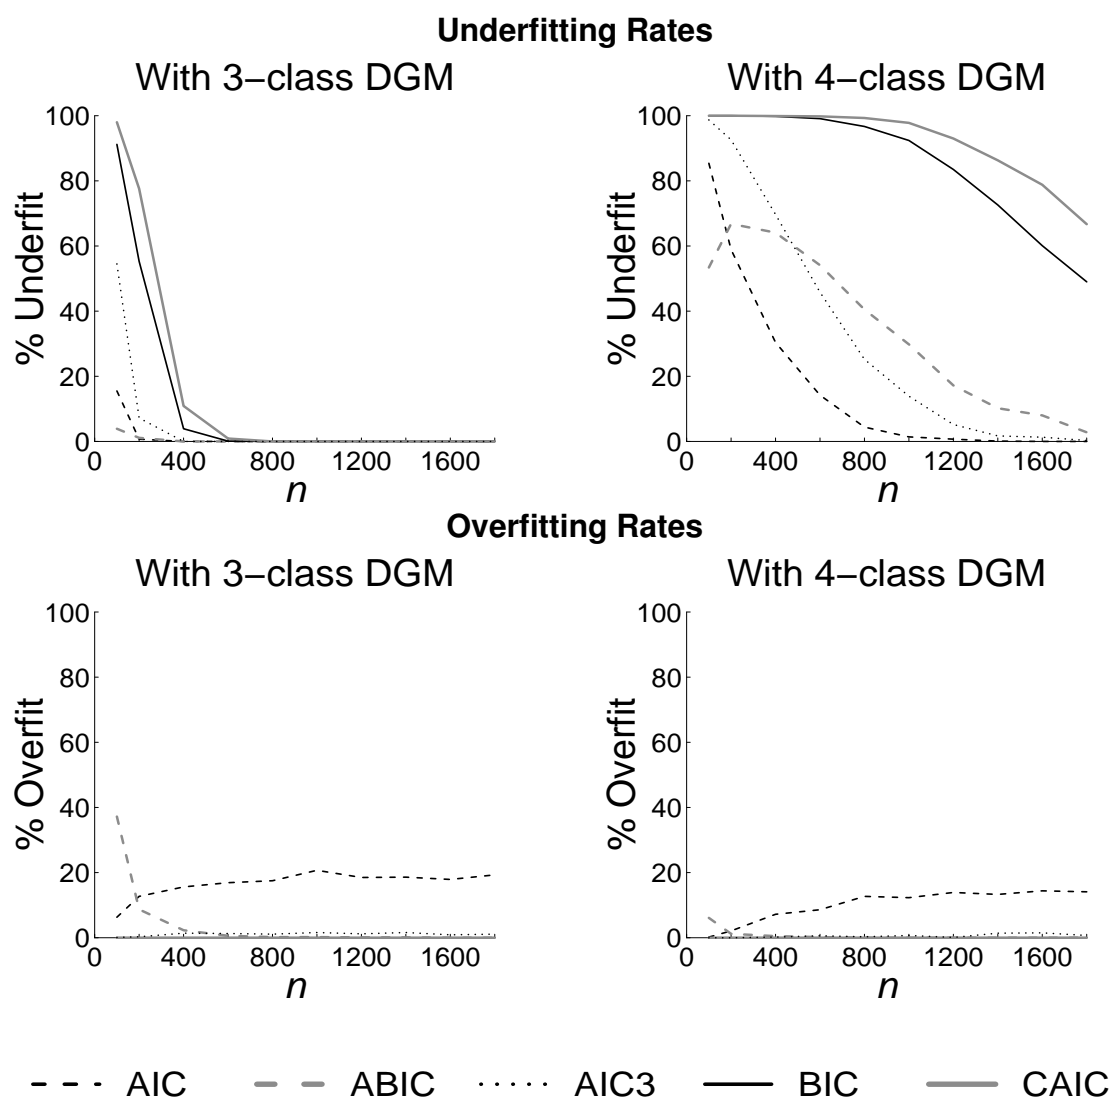 Underfitting Rates
With 3−class DGM
With 4−class DGM
100
80
60
40
20
0
% Underfit
0 400 800 1200 1600
n
100
80
60
40
20
0
% Underfit
0 400 800 1200 1600
n
Overfitting Rates
With 3−class DGM
With 4−class DGM
100
80
60
40
20
0
% Overfit
0 400 800 1200 1600
n
100
80
60
40
20
0
% Overfit
0 400 800 1200 1600
n
AIC ABIC AIC3 BIC CAIC